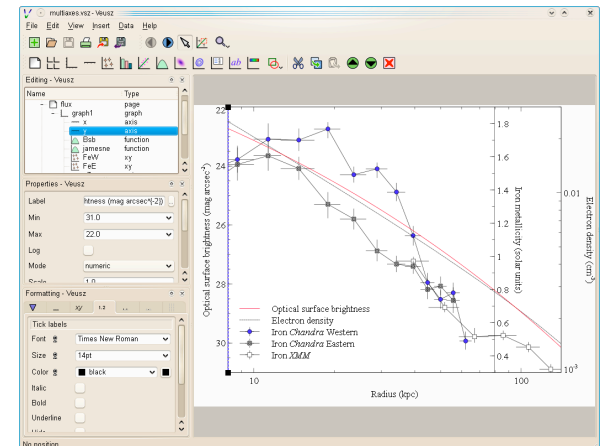 multiaxes.vsz - Veusz
File Edit View Insert Data Help
Editing - Veusz
Name Type
flux page
graph1 graph
x axis
y axis
Bsb function
jamesne function
FeW xy
FeE xy
Properties - Veusz
Label htness (mag arcsec^{-2})
Min 31.0
Max 22.0
Log
Mode numeric
Scale 1.0
Formatting - Veusz
Tick labels
Font Times New Roman
Size 14pt
Color black
Italic
Bold
Underline
Hide
No position
22
24
26
28
30
Optical surface brightness (mag arcsec-2)
10 100
Radius (kpc)
1.8
1.6
1.4
1.2
1
0.8
0.6
0.4
Iron metallicity (solar units)
0.01
10-3
Electron density (cm-3)
Optical surface brightness
Electron density
Iron Chandra Western
Iron Chandra Eastern
Iron XMM